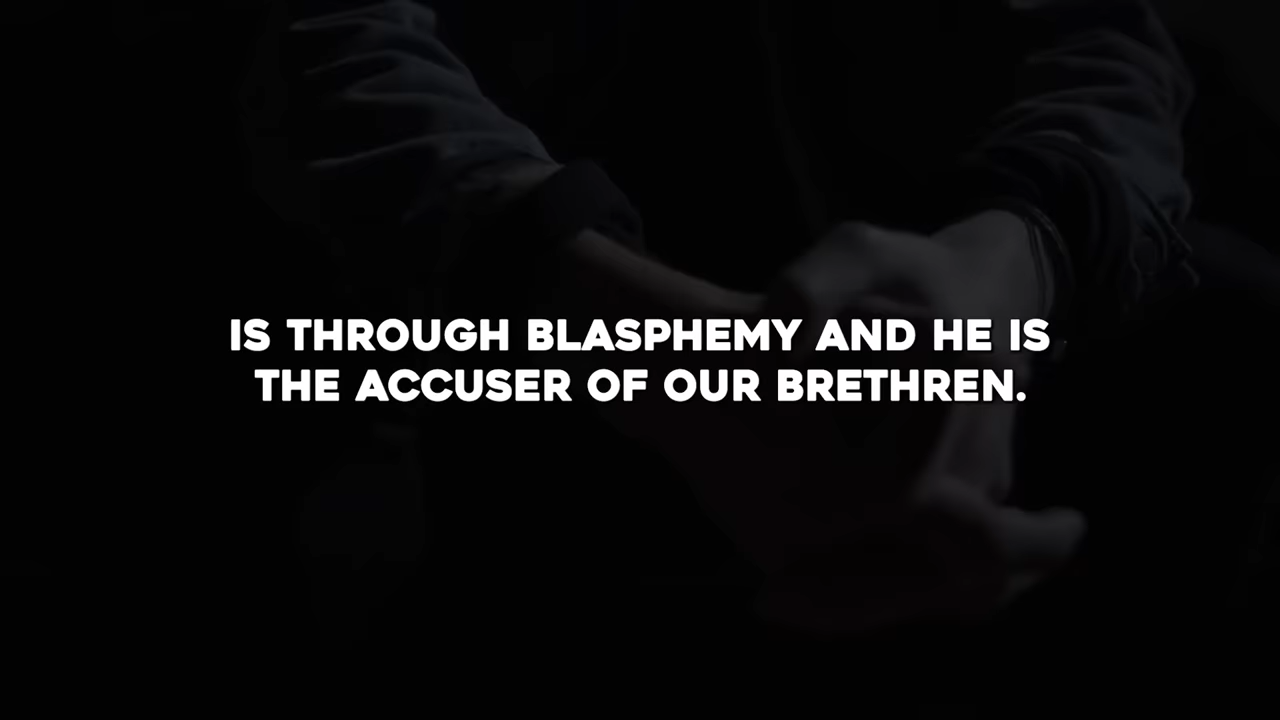 IS THROUGH BLASPHEMY AND HE IS
THE ACCUSER OF OUR BRETHREN.